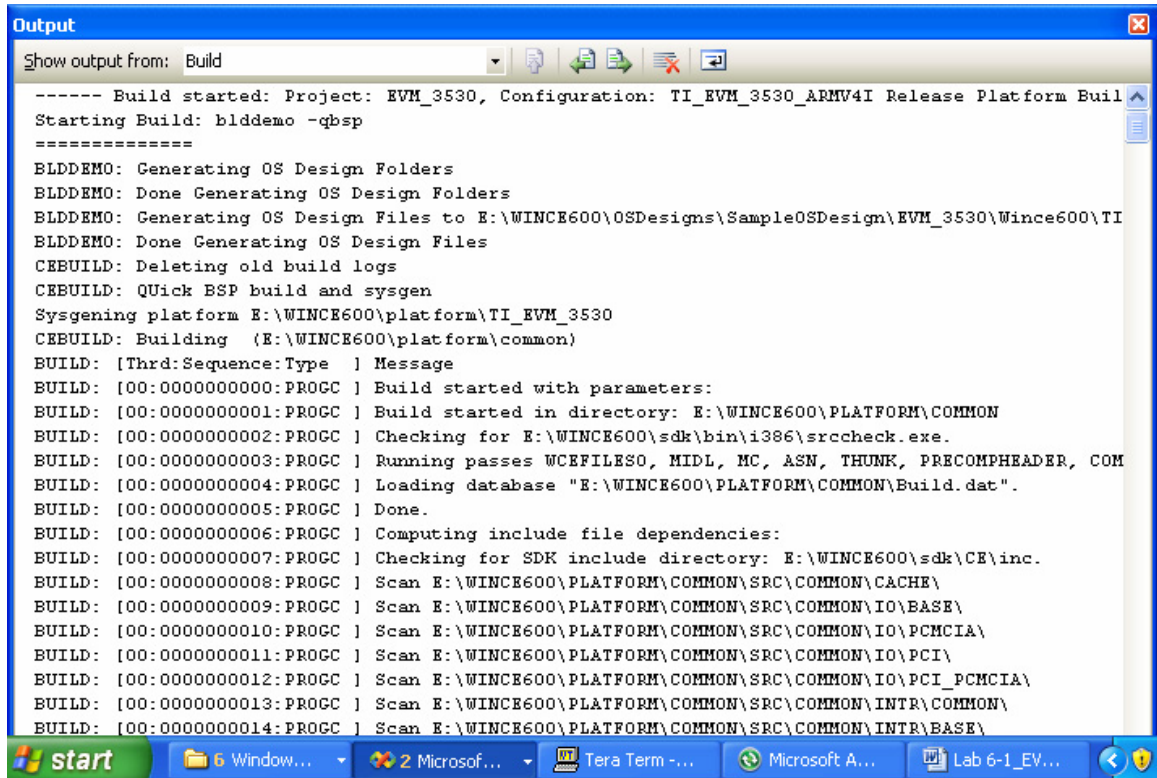 Output
Show output from: Build
------ Build started: Project: EVM_3530, Configuration: TI_EVM_3530_ARMV4I Release Platform Buil
Starting Build: blddemo -qbsp
==============
BLDDEMO: Generating OS Design Folders
BLDDEMO: Done Generating OS Design Folders
BLDDEMO: Generating OS Design Files to E:\WINCE600\OSDesigns\SampleOSDesign\EVM_3530\Wince600\TI
BLDDEMO: Done Generating OS Design Files
CEBUILD: Deleting old build logs
CEBUILD: QUick BSP build and sysgen
Sysgening platform E:\WINCE600\platform\TI_EVM_3530
CEBUILD: Building  (E:\WINCE600\platform\common)
BUILD: [Thrd:Sequence:Type  ] Message
BUILD: [00:0000000000:PROGC ] Build started with parameters:
BUILD: [00:0000000001:PROGC ] Build started in directory: E:\WINCE600\PLATFORM\COMMON
BUILD: [00:0000000002:PROGC ] Checking for E:\WINCE600\sdk\bin\i386\srccheck.exe.
BUILD: [00:0000000003:PROGC ] Running passes WCEFILES0, MIDL, MC, ASN, THUNK, PRECOMPHEADER, COM
BUILD: [00:0000000004:PROGC ] Loading database "E:\WINCE600\PLATFORM\COMMON\Build.dat".
BUILD: [00:0000000005:PROGC ] Done.
BUILD: [00:0000000006:PROGC ] Computing include file dependencies:
BUILD: [00:0000000007:PROGC ] Checking for SDK include directory: E:\WINCE600\sdk\CE\inc.
BUILD: [00:0000000008:PROGC ] Scan E:\WINCE600\PLATFORM\COMMON\SRC\COMMON\CACHE\
BUILD: [00:0000000009:PROGC ] Scan E:\WINCE600\PLATFORM\COMMON\SRC\COMMON\IO\BASE\
BUILD: [00:0000000010:PROGC ] Scan E:\WINCE600\PLATFORM\COMMON\SRC\COMMON\IO\PCMCIA\
BUILD: [00:0000000011:PROGC ] Scan E:\WINCE600\PLATFORM\COMMON\SRC\COMMON\IO\PCI\
BUILD: [00:0000000012:PROGC ] Scan E:\WINCE600\PLATFORM\COMMON\SRC\COMMON\IO\PCI_PCMCIA\
BUILD: [00:0000000013:PROGC ] Scan E:\WINCE600\PLATFORM\COMMON\SRC\COMMON\INTR\COMMON\
BUILD: [00:0000000014:PROGC ] Scan E:\WINCE600\PLATFORM\COMMON\SRC\COMMON\INTR\BASE\
start 6 Window... 2 Microsof... Tera Term -... Microsoft A... Lab 6-1_EV...